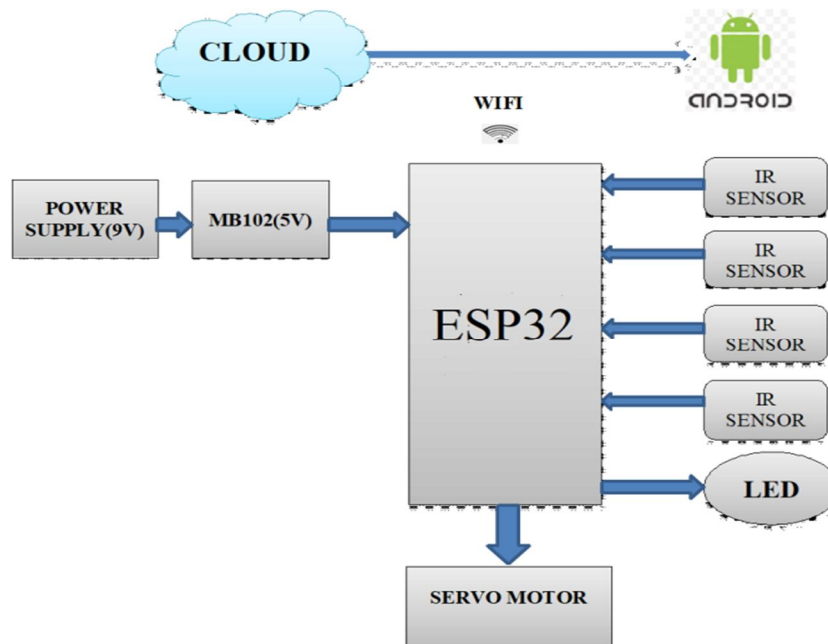 CLOUD
ANDROID
WIFI
POWER
SUPPLY(9V)
MB102(5V)
ESP32
IR
SENSOR
IR
SENSOR
IR
SENSOR
IR
SENSOR
LED
SERVO MOTOR